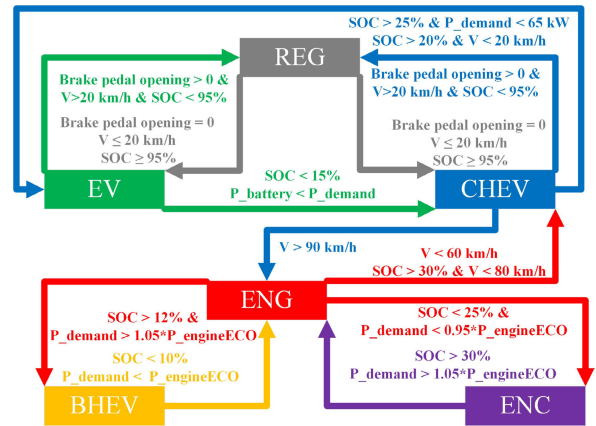 SOC > 25% & P_demand < 65 kW
SOC > 20% & V < 20 km/h
REG
Brake pedal opening > 0 &
V>20 km/h & SOC < 95%
Brake pedal opening > 0 &
V>20 km/h & SOC < 95%
Brake pedal opening = 0
V ≤ 20 km/h
SOC ≥ 95%
Brake pedal opening = 0
V ≤ 20 km/h
SOC ≥ 95%
EV
SOC < 15%
P_battery < P_demand
CHEV
V > 90 km/h
V < 60 km/h
SOC > 30% & V < 80 km/h
ENG
SOC > 12% &
P_demand > 1.05*P_engineECO
SOC < 25% &
P_demand < 0.95*P_engineECO
SOC < 10%
P_demand < P_engineECO
SOC > 30%
P_demand > 1.05*P_engineECO
BHEV
ENC